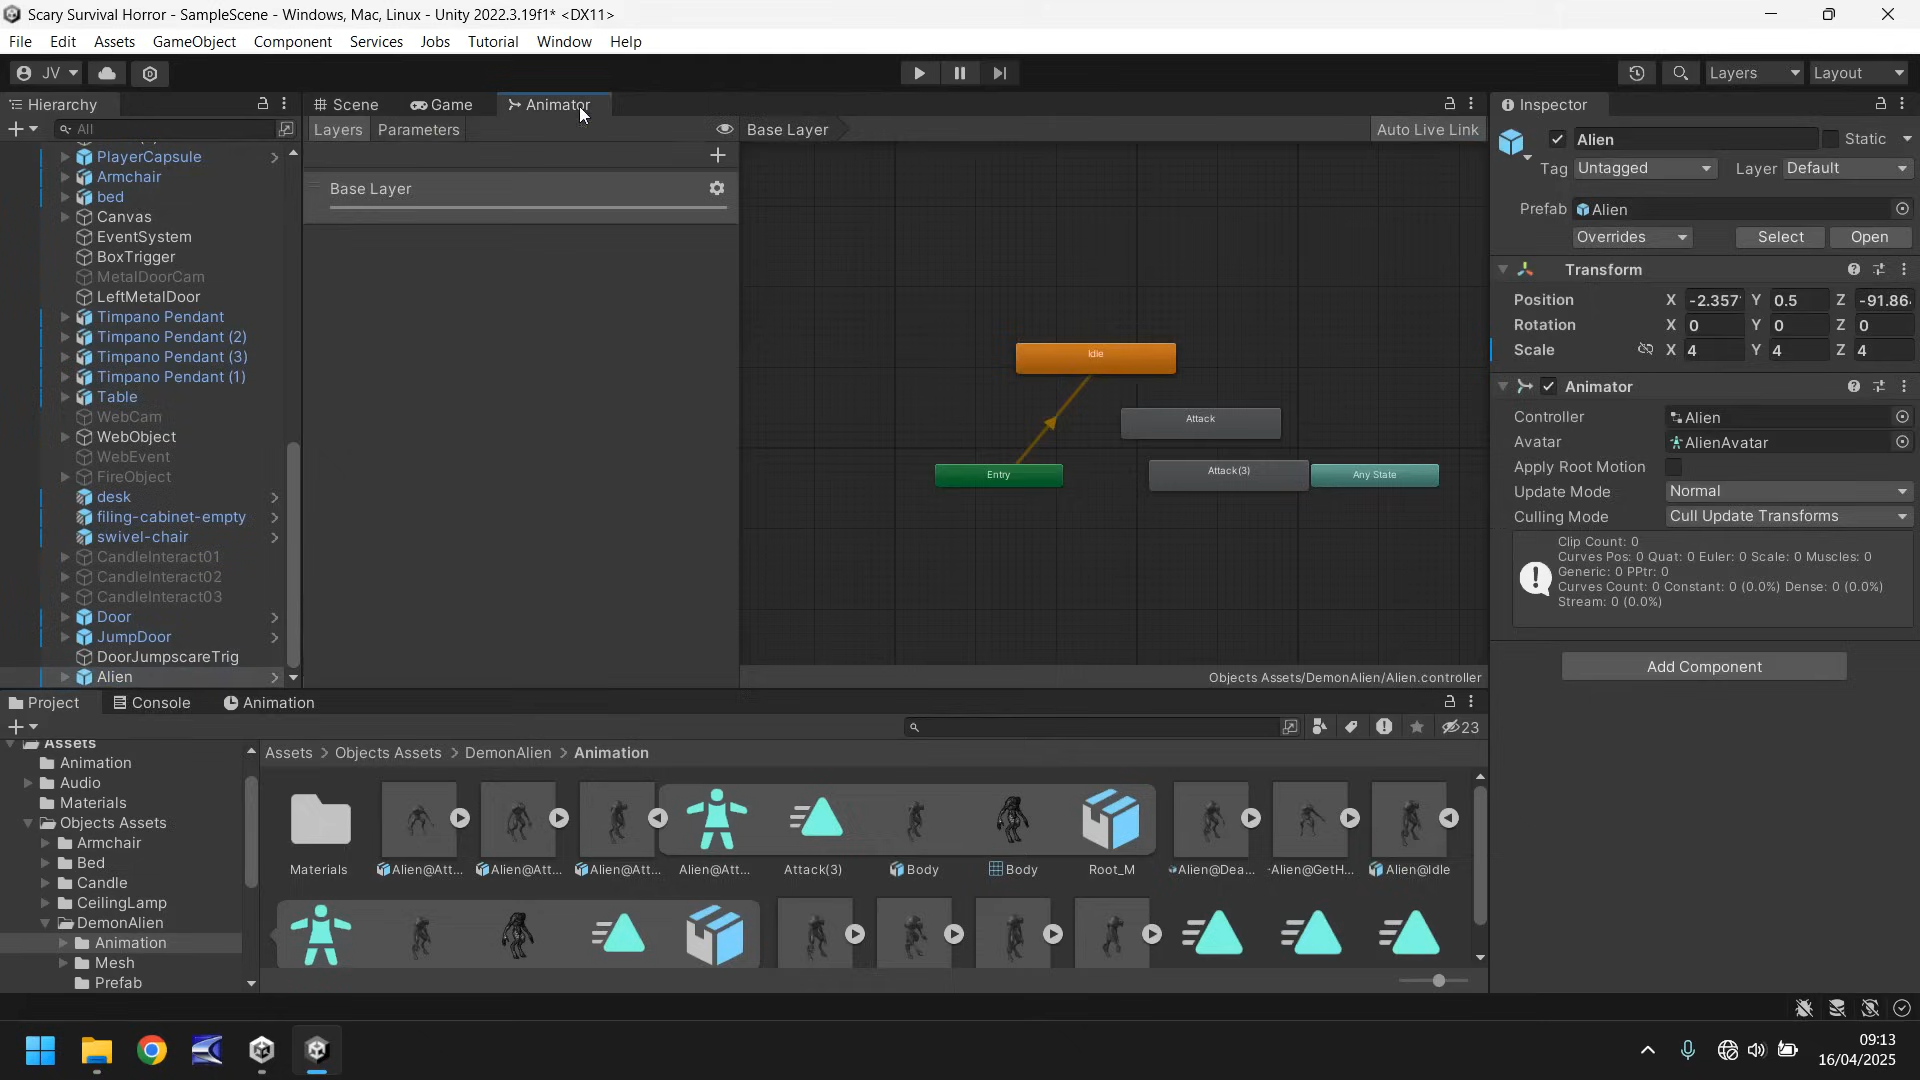 Scary Survival Horror - SampleScene - Windows, Mac, Linux - Unity 2022.3.19f1* <DX11>
File Edit Assets GameObject Component Services Jobs Tutorial Window Help
JV Layers Layout
Hierarchy
All
PlayerCapsule
Armchair
bed
Canvas
EventSystem
BoxTrigger
MetalDoorCam
LeftMetalDoor
Timpano Pendant
Timpano Pendant (2)
Timpano Pendant (3)
Timpano Pendant (1)
Table
WebCam
WebObject
WebEvent
FireObject
desk
filing-cabinet-empty
swivel-chair
CandleInteract01
CandleInteract02
CandleInteract03
Door
JumpDoor
DoorJumpscareTrig
Alien
Scene Game Animator
Layers Parameters
Base Layer
Base Layer
Auto Live Link
Idle
Attack
Attack(3)
Entry
Any State
Objects Assets/DemonAlien/Alien.controller
Inspector
Alien Static
Tag Untagged Layer Default
Prefab Alien
Overrides Select Open
Transform
Position X -2.357 Y 0.5 Z -91.86
Rotation X 0 Y 0 Z 0
Scale X 4 Y 4 Z 4
Animator
Controller Alien
Avatar AlienAvatar
Apply Root Motion
Update Mode Normal
Culling Mode Cull Update Transforms
Clip Count: 0
Curves Pos: 0 Quat: 0 Euler: 0 Scale: 0 Muscles: 0
Generic: 0 PPtr: 0
Curves Count: 0 Constant: 0 (0.0%) Dense: 0 (0.0%)
Stream: 0 (0.0%)
Add Component
Project Console Animation
23
Assets
Animation
Audio
Materials
Objects Assets
Armchair
Bed
Candle
CeilingLamp
DemonAlien
Animation
Mesh
Prefab
Assets > Objects Assets > DemonAlien > Animation
Materials Alien@Att... Alien@Att... Alien@Att... Alien@Att... Attack(3) Body Body Root_M Alien@Dea... Alien@GetH... Alien@Idle
09:13
16/04/2025